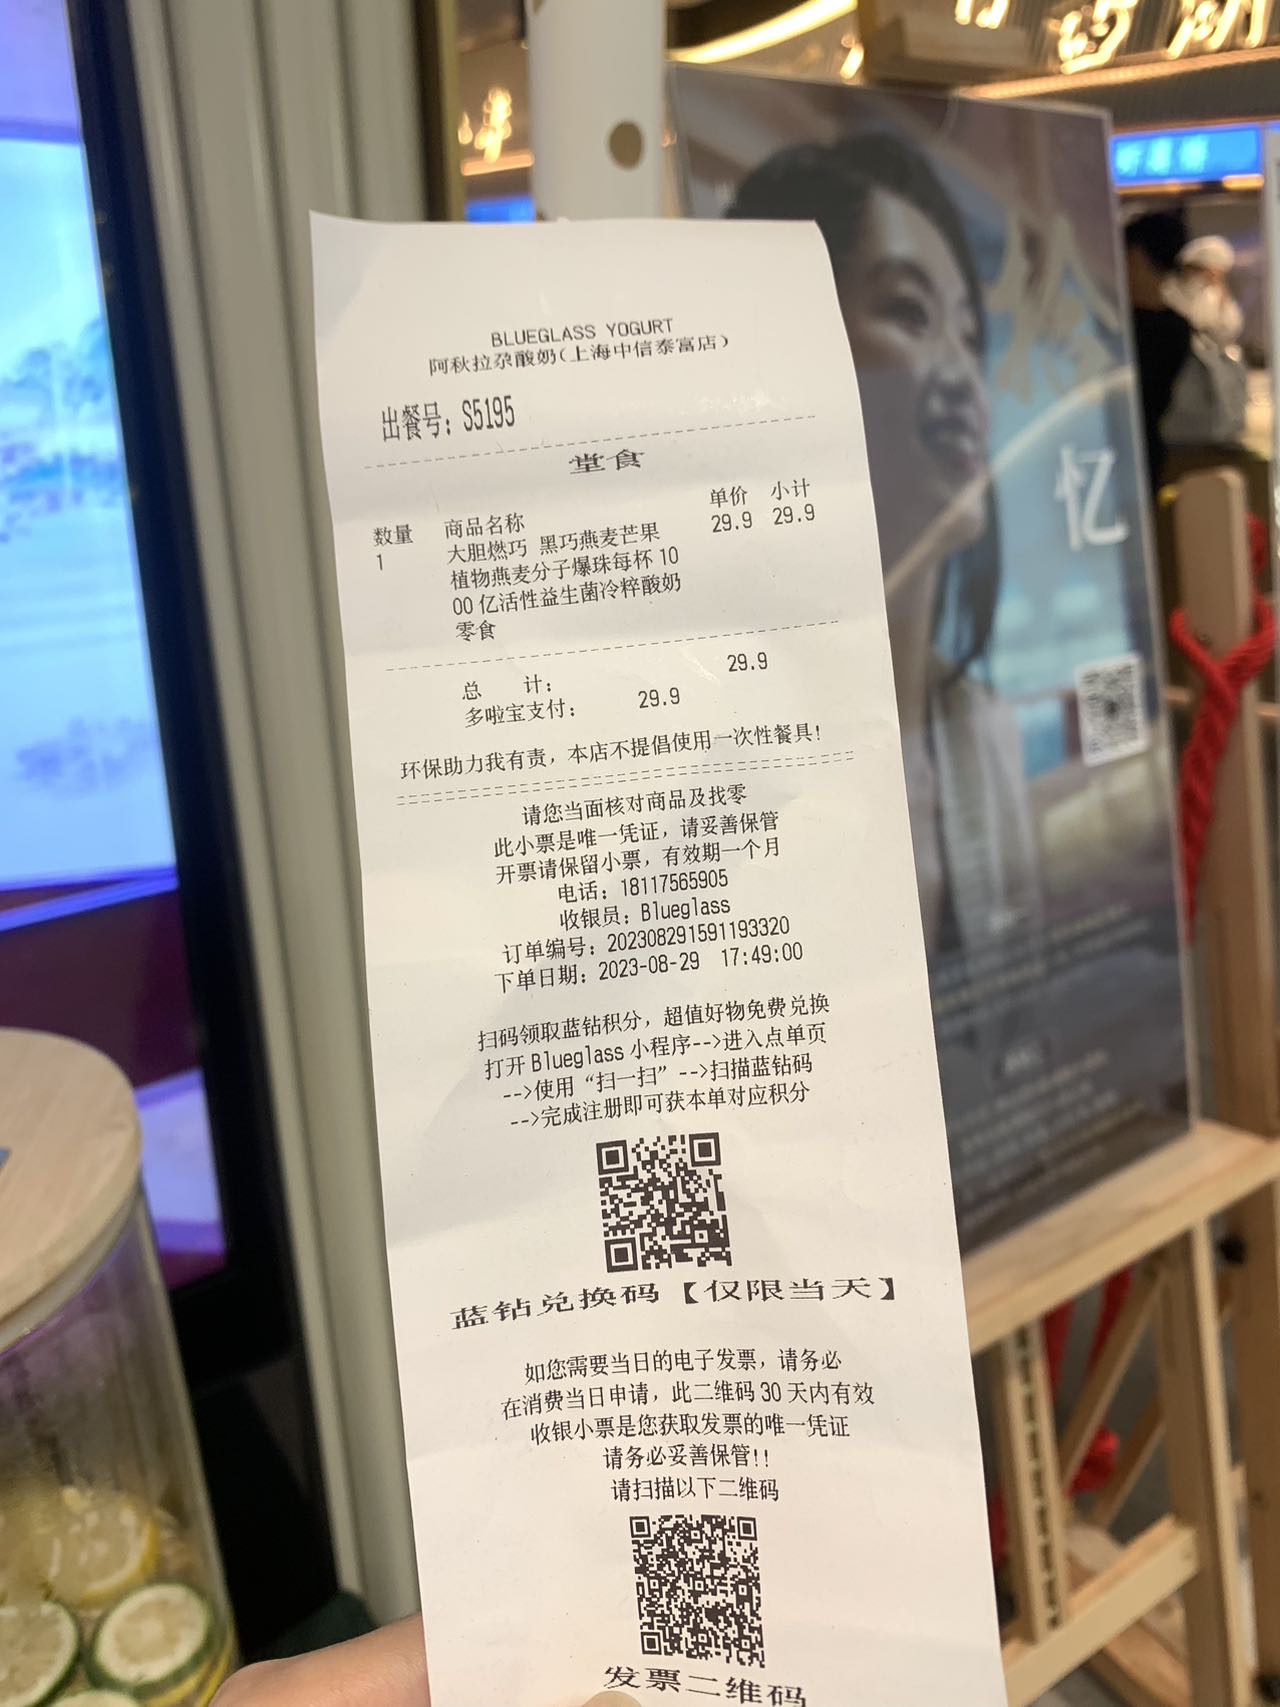 BLUEGLASS YOGURT
阿秋拉尕酸奶(上海中信泰富店)
出餐号: S5195
堂食
数量 商品名称 单价 小计
1 大胆燃巧 黑巧燕麦芒果 29.9 29.9
植物燕麦分子爆珠每杯 10
00 亿活性益生菌冷粹酸奶
零食
总 计: 29.9
多啦宝支付: 29.9
环保助力我有责，本店不提倡使用一次性餐具!
请您当面核对商品及找零
此小票是唯一凭证，请妥善保管
开票请保留小票，有效期一个月
电话: 18117565905
收银员: Blueglass
订单编号: 202308291591193320
下单日期: 2023-08-29 17:49:00
扫码领取蓝钻积分，超值好物免费兑换
打开 Blueglass 小程序-->进入点单页
-->使用“扫一扫”-->扫描蓝钻码
-->完成注册即可获本单对应积分
蓝钻兑换码【仅限当天】
如您需要当日的电子发票，请务必
在消费当日申请，此二维码 30 天内有效
收银小票是您获取发票的唯一凭证
请务必妥善保管!!
请扫描以下二维码
发票二维码
忆